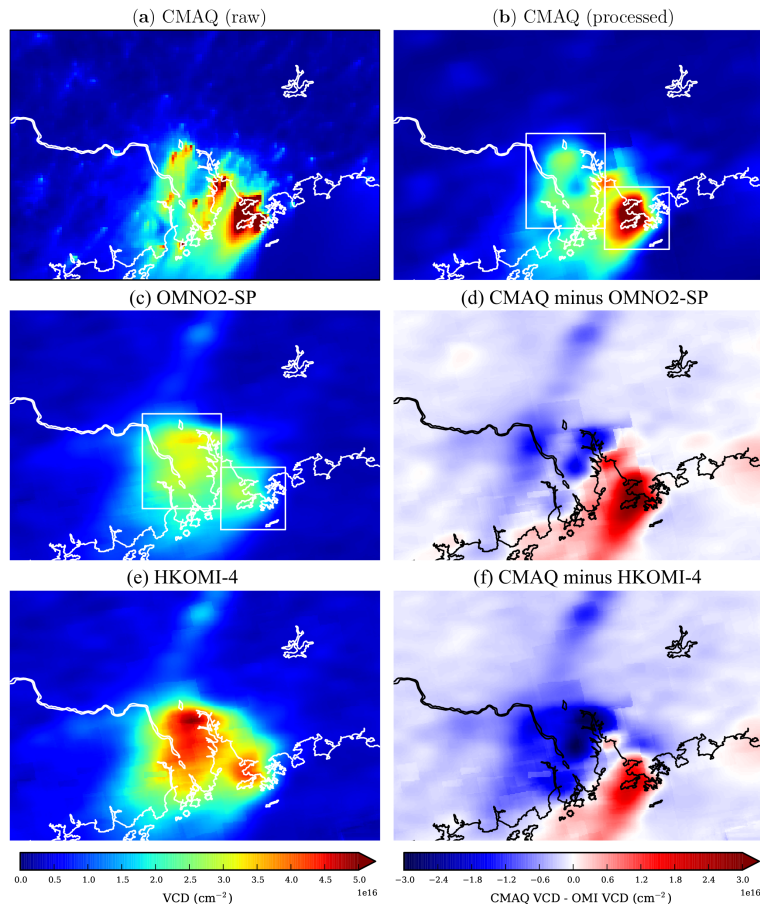 (a) CMAQ (raw)
(b) CMAQ (processed)
(c) OMNO2-SP
(d) CMAQ minus OMNO2-SP
(e) HKOMI-4
(f) CMAQ minus HKOMI-4
0.0 0.5 1.0 1.5 2.0 2.5 3.0 3.5 4.0 4.5 5.0
1e16
VCD (cm⁻²)
−3.0 −2.4 −1.8 −1.2 −0.6 0.0 0.6 1.2 1.8 2.4 3.0
1e16
CMAQ VCD - OMI VCD (cm⁻²)